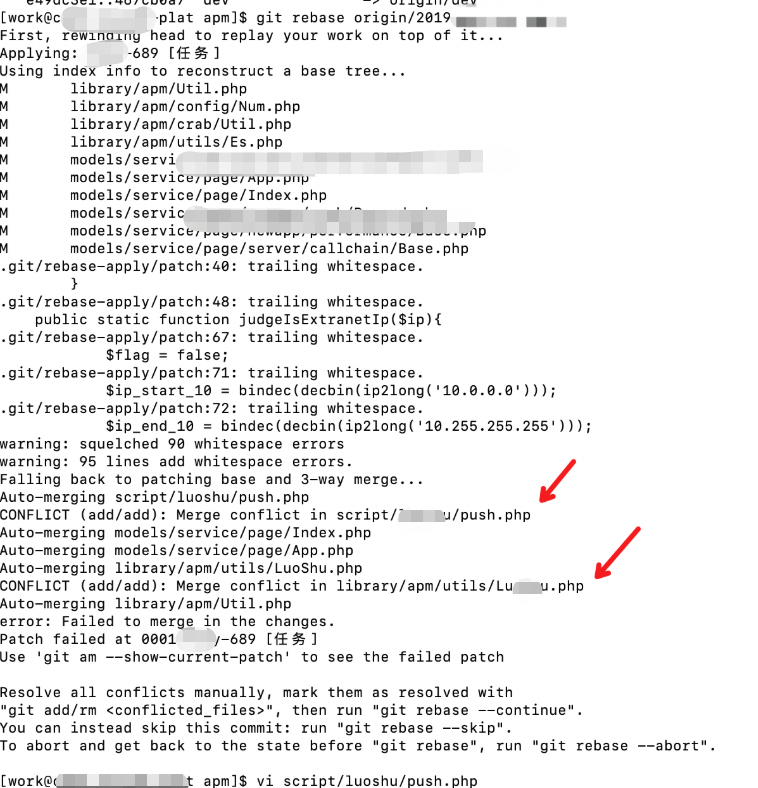 e49dc3e1..467cb0a7  dev        -> origin/dev
[work@c -plat apm]$ git rebase origin/2019
First, rewinding head to replay your work on top of it...
Applying: -689 [任务]
Using index info to reconstruct a base tree...
M       library/apm/Util.php
M       library/apm/config/Num.php
M       library/apm/crab/Util.php
M       library/apm/utils/Es.php
M       models/servi
M       models/service/page/App.php
M       models/service/page/Index.php
M       models/servic
M       models/service/page/newapp/performance/Base.php
M       models/service/page/server/callchain/Base.php
.git/rebase-apply/patch:40: trailing whitespace.
        }
.git/rebase-apply/patch:48: trailing whitespace.
    public static function judgeIsExtranetIp($ip){
.git/rebase-apply/patch:67: trailing whitespace.
            $flag = false;
.git/rebase-apply/patch:71: trailing whitespace.
            $ip_start_10 = bindec(decbin(ip2long('10.0.0.0')));
.git/rebase-apply/patch:72: trailing whitespace.
            $ip_end_10 = bindec(decbin(ip2long('10.255.255.255')));
warning: squelched 90 whitespace errors
warning: 95 lines add whitespace errors.
Falling back to patching base and 3-way merge...
Auto-merging script/luoshu/push.php
CONFLICT (add/add): Merge conflict in script/ u/push.php
Auto-merging models/service/page/Index.php
Auto-merging models/service/page/App.php
Auto-merging library/apm/utils/LuoShu.php
CONFLICT (add/add): Merge conflict in library/apm/utils/Lu u.php
Auto-merging library/apm/Util.php
error: Failed to merge in the changes.
Patch failed at 0001 y-689 [任务]
Use 'git am --show-current-patch' to see the failed patch

Resolve all conflicts manually, mark them as resolved with
"git add/rm <conflicted_files>", then run "git rebase --continue".
You can instead skip this commit: run "git rebase --skip".
To abort and get back to the state before "git rebase", run "git rebase --abort".

[work@c t apm]$ vi script/luoshu/push.php